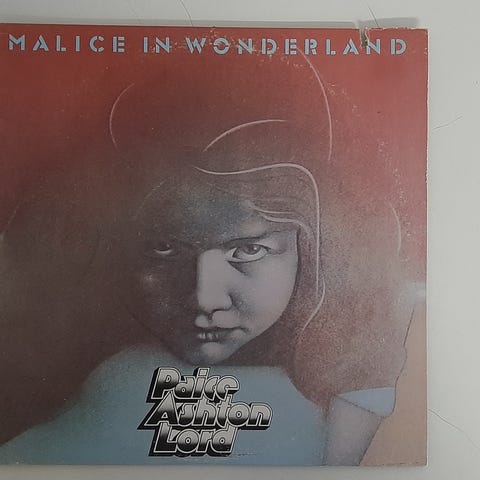 MALICE IN WONDERLAND
Paice
Ashton
Lord